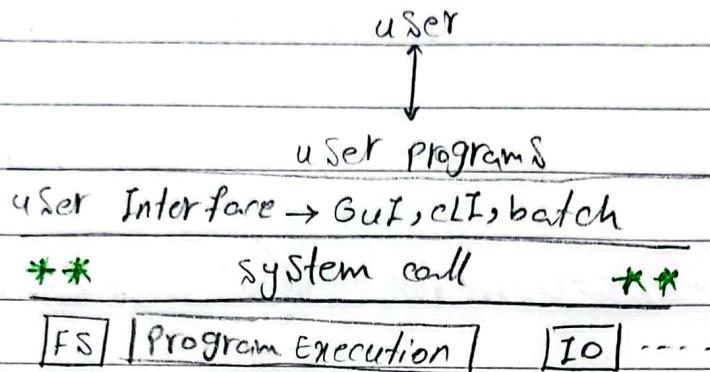 user
user programs
user Interface → GUI, CLI, batch
** system call **
FS Program Execution IO ----